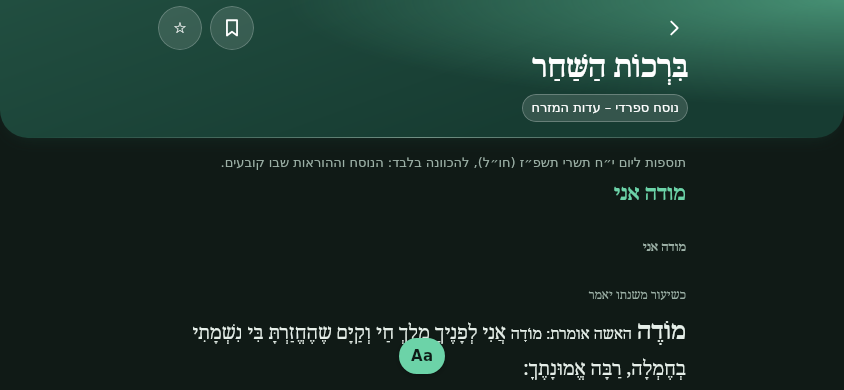 בִּרְכוֹת הַשַּׁחַר
נוסח ספרדי – עדות המזרח
תוספות ליום י״ח תשרי תשפ״ז (חו״ל), להכוונה בלבד: הנוסח וההוראות שבו קובעים.
מודה אני
מודה אני
כשיעור משנתו יאמר
מוֹדֶה האשה אומרת: מוֹדָה אֲנִי לְפָנֶיךָ מֶלֶךְ חַי וְקַיָּם שֶׁהֶחֱזַרְתָּ בִּי נִשְׁמָתִי
בְחֶמְלָה, רַבָּה אֱמוּנָתֶךָ:
Aa